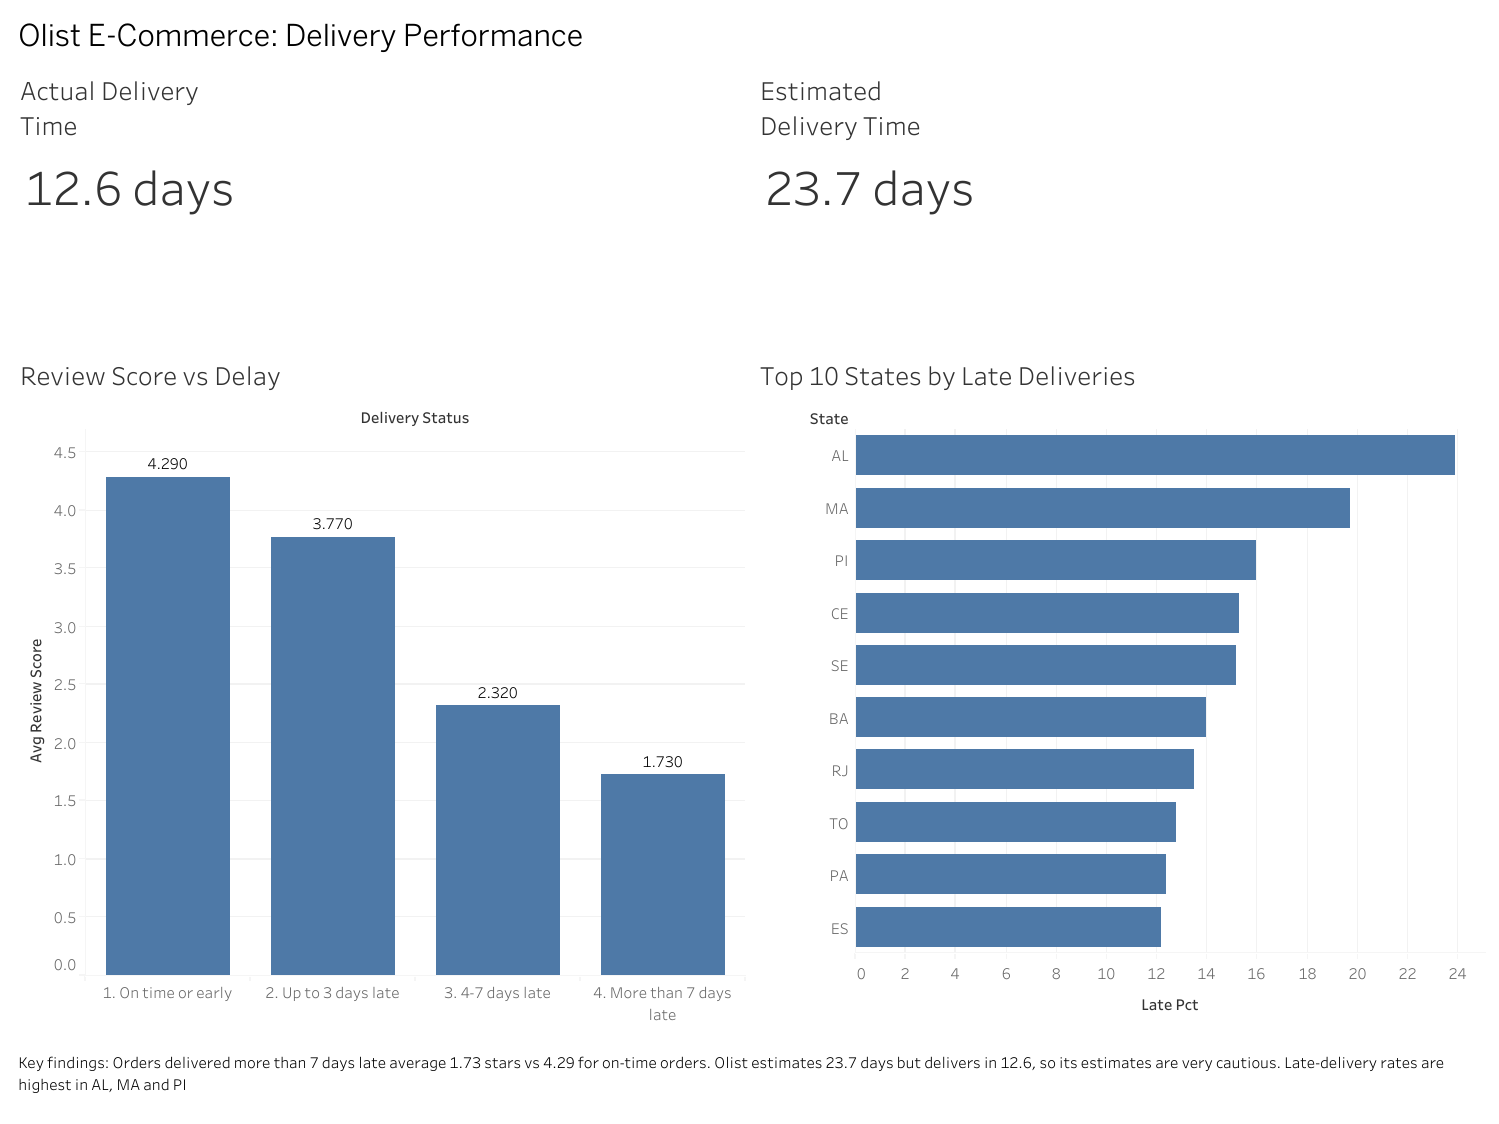 Olist E-Commerce: Delivery Performance
Actual Delivery
Time
12.6 days
Estimated
Delivery Time
23.7 days
Review Score vs Delay
Delivery Status
Avg Review Score
4.5
4.0
3.5
3.0
2.5
2.0
1.5
1.0
0.5
0.0
4.290
3.770
2.320
1.730
1. On time or early
2. Up to 3 days late
3. 4-7 days late
4. More than 7 days
late
Top 10 States by Late Deliveries
State
AL
MA
PI
CE
SE
BA
RJ
TO
PA
ES
0 2 4 6 8 10 12 14 16 18 20 22 24
Late Pct
Key findings: Orders delivered more than 7 days late average 1.73 stars vs 4.29 for on-time orders. Olist estimates 23.7 days but delivers in 12.6, so its estimates are very cautious. Late-delivery rates are
highest in AL, MA and PI